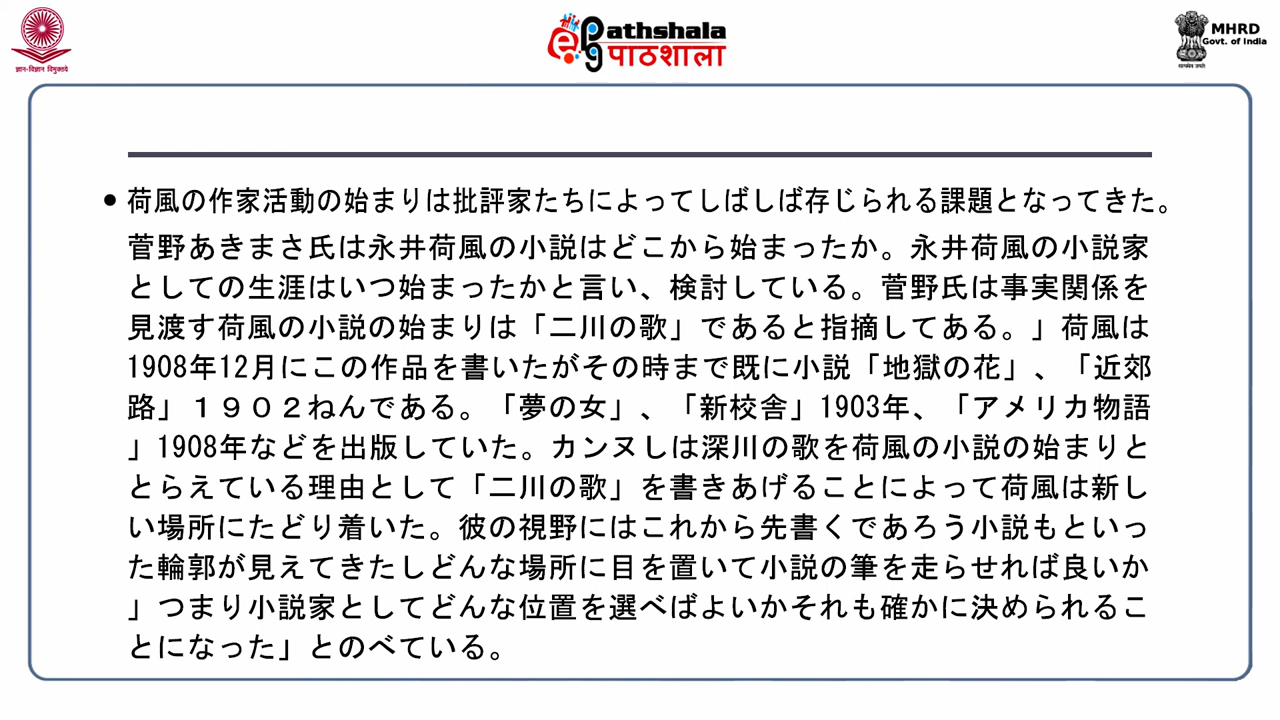 ज्ञान-विज्ञान विमुक्तये
ePG Pathshala
पाठशाला
MHRD
Govt. of India
सत्यमेव जयते
• 荷風の作家活動の始まりは批評家たちによってしばしば存じられる課題となってきた。
菅野あきまさ氏は永井荷風の小説はどこから始まったか。永井荷風の小説家
としての生涯はいつ始まったかと言い、検討している。菅野氏は事実関係を
見渡す荷風の小説の始まりは「二川の歌」であると指摘してある。」荷風は
1908年12月にこの作品を書いたがその時まで既に小説「地獄の花」、「近郊
路」１９０２ねんである。「夢の女」、「新校舎」1903年、「アメリカ物語
」1908年などを出版していた。カンヌしは深川の歌を荷風の小説の始まりと
とらえている理由として「二川の歌」を書きあげることによって荷風は新し
い場所にたどり着いた。彼の視野にはこれから先書くであろう小説もといっ
た輪郭が見えてきたしどんな場所に目を置いて小説の筆を走らせれば良いか
」つまり小説家としてどんな位置を選べばよいかそれも確かに決められるこ
とになった」とのべている。